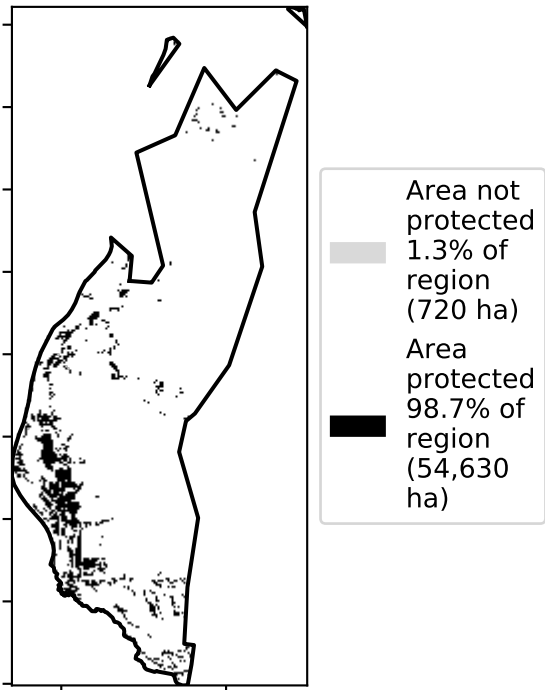 Area not
protected
1.3% of
region
(720 ha)
Area
protected
98.7% of
region
(54,630
ha)